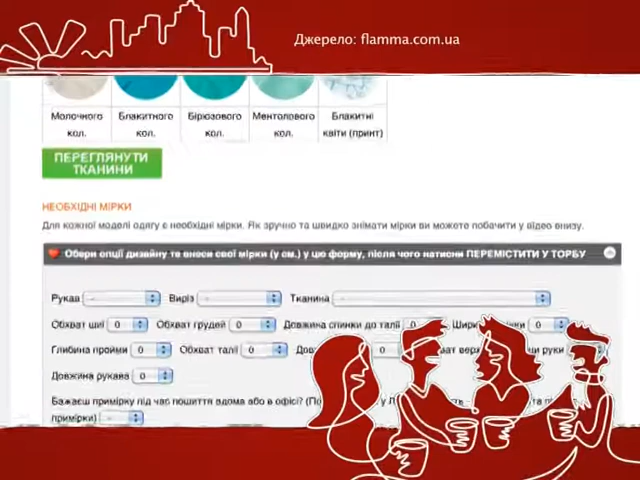 Джерело: flamma.com.ua
Молочного кол.
Блакитного кол.
Бірюзового кол.
Ментолового кол.
Блакитні квіти (принт)
ПЕРЕГЛЯНУТИ ТКАНИНИ
НЕОБХІДНІ МІРКИ
Для кожної моделі одягу є необхідні мірки. Як зручно та швидко знімати мірки ви можете побачити у відео внизу.
Обери опції дизайну та внеси свої мірки (у см.) у цю форму, після чого натисни ПЕРЕМІСТИТИ У ТОРБУ
Рукав - Виріз - Тканина -
Обхват шиї 0 Обхват грудей 0 Довжина спинки до талії 0 0
Глибина пройми 0 Обхват талії 0 0 руки
Довжина рукава 0
Бажаєш примірку під час пошиття вдома або в офісі?
примірки) -